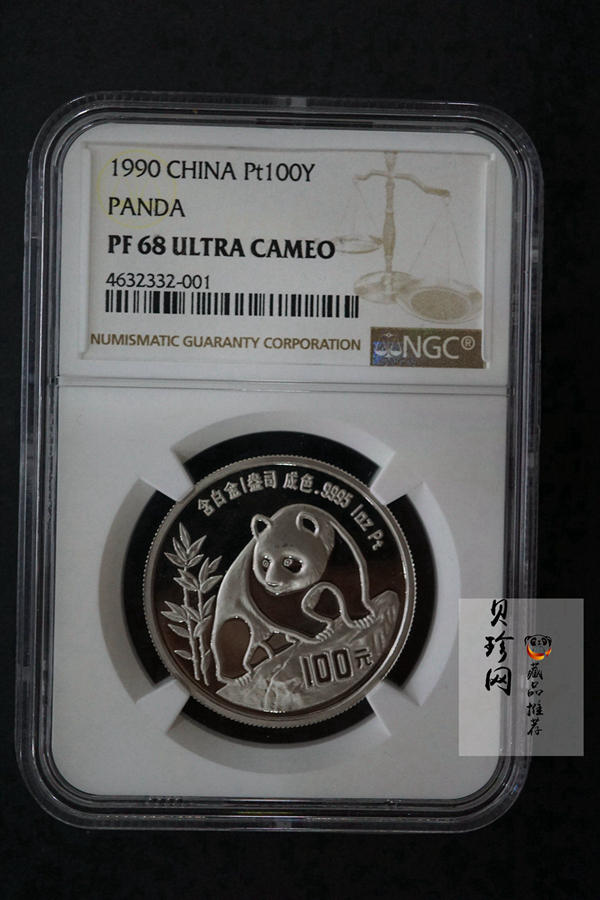 1990 CHINA Pt100Y
PANDA
PF 68 ULTRA CAMEO
4632332-001
NUMISMATIC GUARANTY CORPORATION
NGC®
含白金1盎司 成色.9995 1oz Pt
100元
贝珍网
藏品推荐